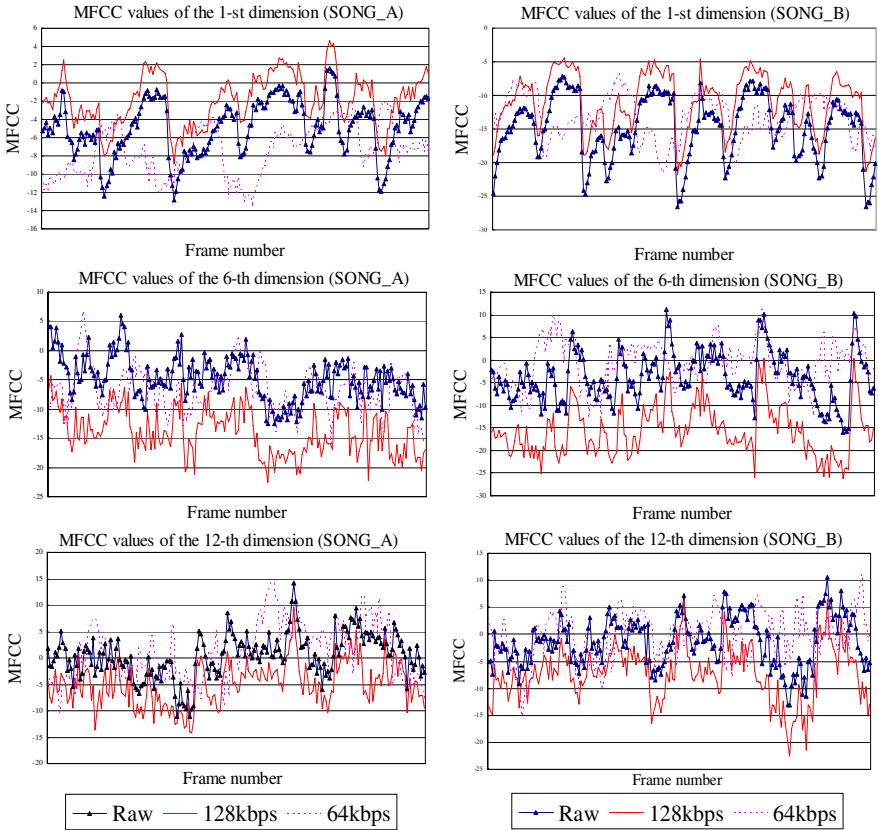 MFCC values of the 1-st dimension (SONG_A)
6
4
2
0
-2
-4
-6
-8
-10
-12
-14
-16
MFCC
Frame number
MFCC values of the 1-st dimension (SONG_B)
0
-5
-10
-15
-20
-25
-30
MFCC
Frame number
MFCC values of the 6-th dimension (SONG_A)
10
5
0
-5
-10
-15
-20
-25
MFCC
Frame number
MFCC values of the 6-th dimension (SONG_B)
15
10
5
0
-5
-10
-15
-20
-25
-30
MFCC
Frame number
MFCC values of the 12-th dimension (SONG_A)
20
15
10
5
0
-5
-10
-15
-20
MFCC
Frame number
MFCC values of the 12-th dimension (SONG_B)
15
10
5
0
-5
-10
-15
-20
-25
MFCC
Frame number
Raw 128kbps 64kbps
Raw 128kbps 64kbps